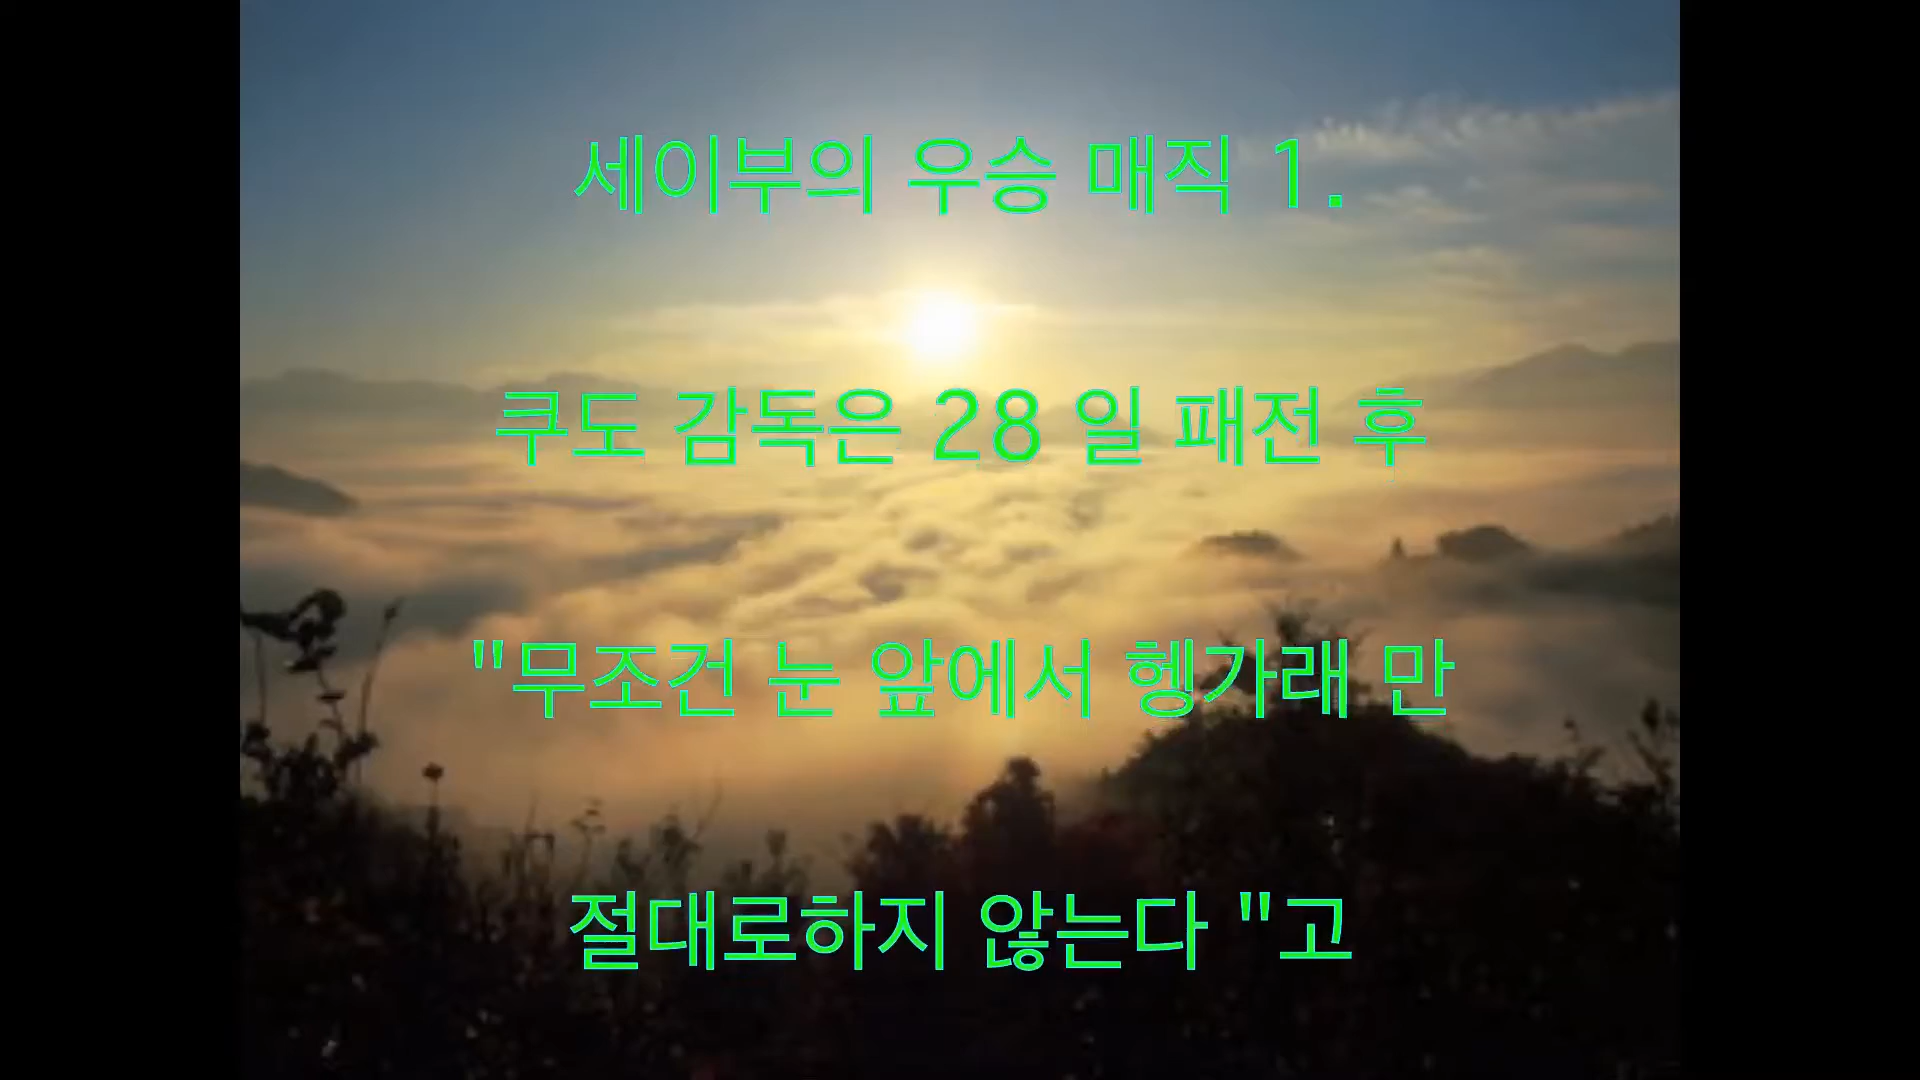 세이부의 우승 매직 1.
쿠도 감독은 28 일 패전 후
"무조건 눈 앞에서 헹가래 만
절대로하지 않는다 "고